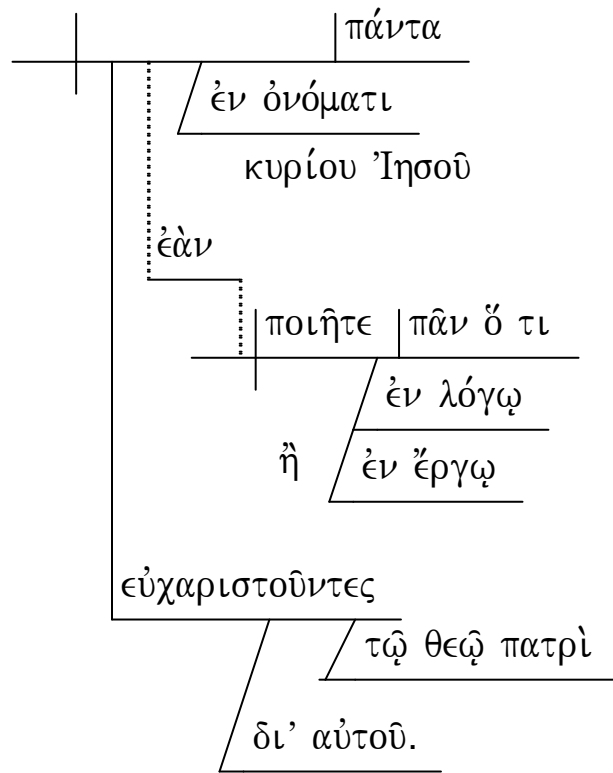 πάντα
ἐν ὀνόματι
κυρίου Ἰησοῦ
ἐὰν
ποιῆτε πᾶν ὅ τι
ἐν λόγῳ
ἢ ἐν ἔργῳ
εὐχαριστοῦντες
τῷ θεῷ πατρὶ
δι’ αὐτοῦ.